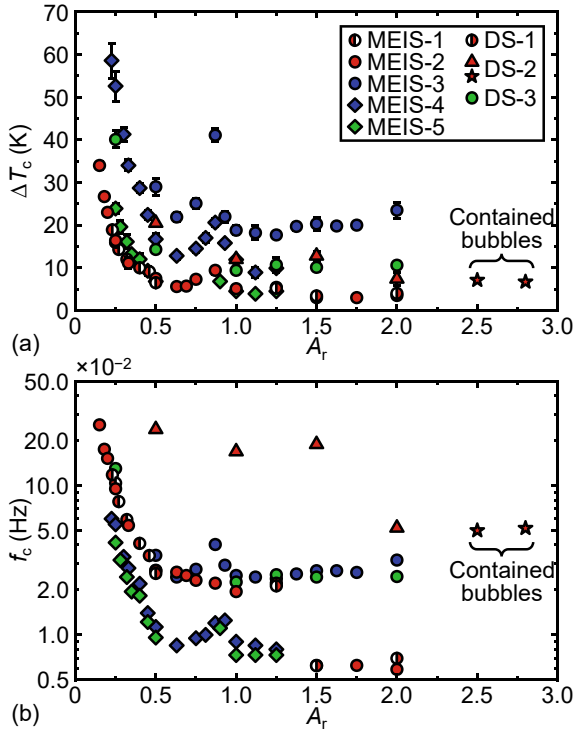 70
60
50
40
30
20
10
0
ΔTc (K)
MEIS-1
MEIS-2
MEIS-3
MEIS-4
MEIS-5
DS-1
DS-2
DS-3
Contained
bubbles
0 0.5 1.0 1.5 2.0 2.5 3.0
Ar
(a)
×10⁻²
50.0
20.0
10.0
5.0
2.0
1.0
0.5
fc (Hz)
Contained
bubbles
0 0.5 1.0 1.5 2.0 2.5 3.0
Ar
(b)